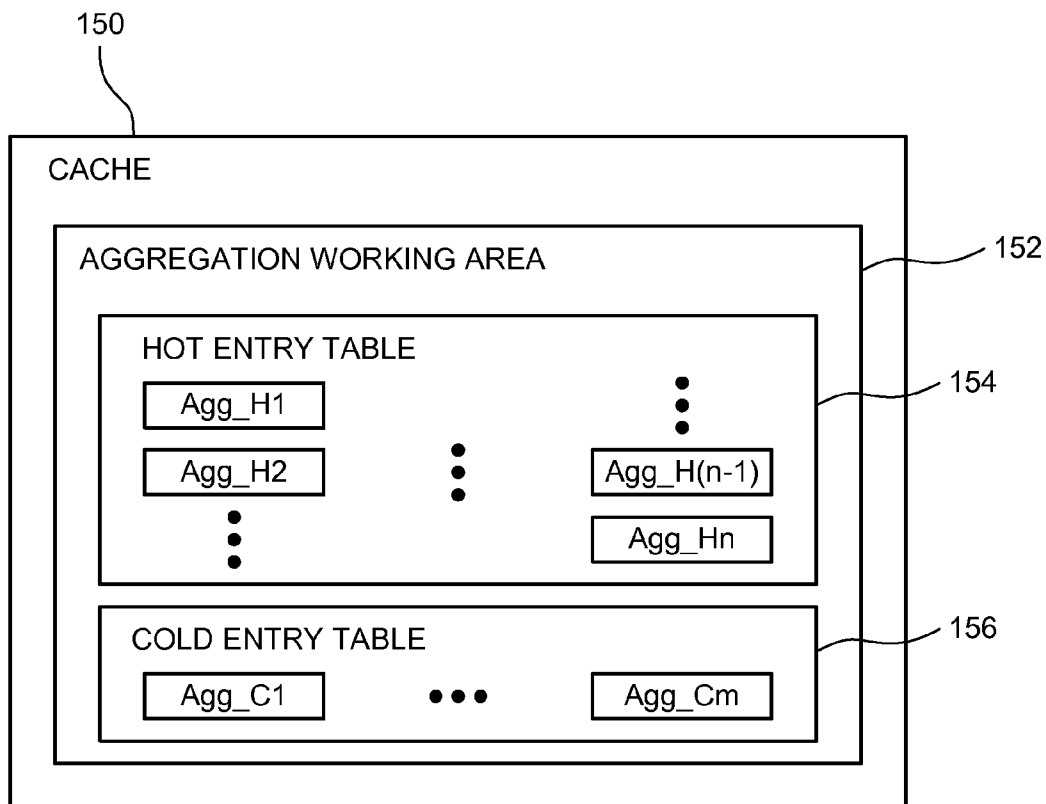 150
CACHE
AGGREGATION WORKING AREA
152
HOT ENTRY TABLE
154
Agg_H1
Agg_H2
Agg_H(n-1)
Agg_Hn
COLD ENTRY TABLE
156
Agg_C1
Agg_Cm